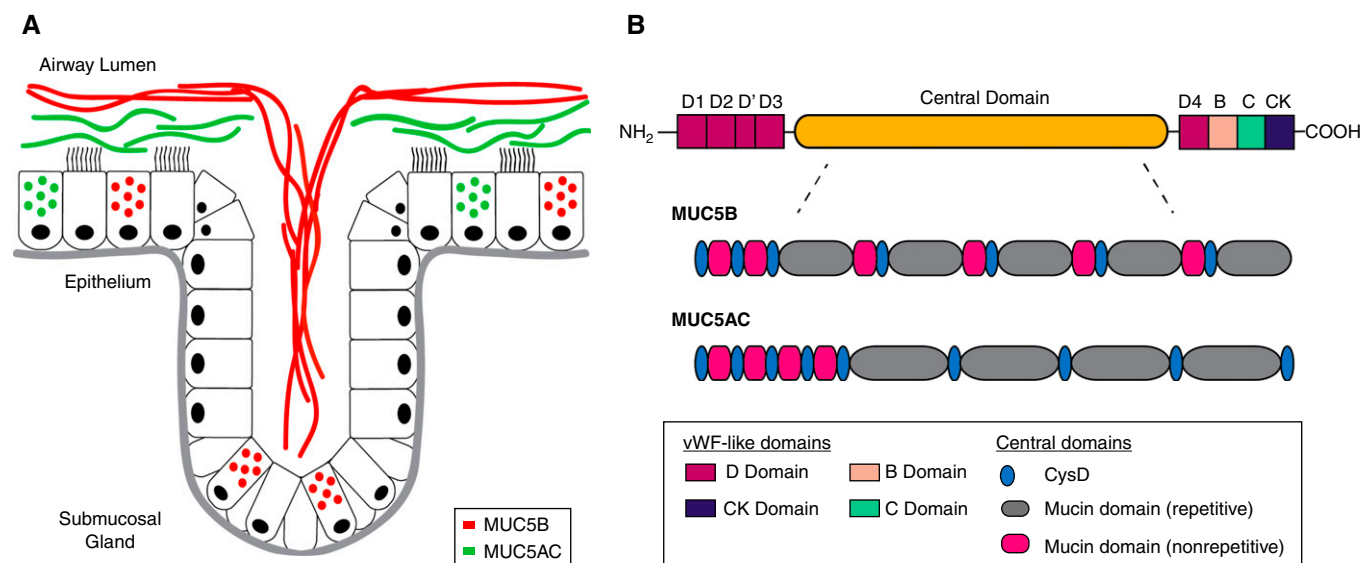 A
Airway Lumen
Epithelium
Submucosal
Gland
MUC5B
MUC5AC
B
D1 D2 D' D3
Central Domain
D4 B C CK
NH₂
COOH
MUC5B
MUC5AC
vWF-like domains
D Domain
B Domain
CK Domain
C Domain
Central domains
CysD
Mucin domain (repetitive)
Mucin domain (nonrepetitive)